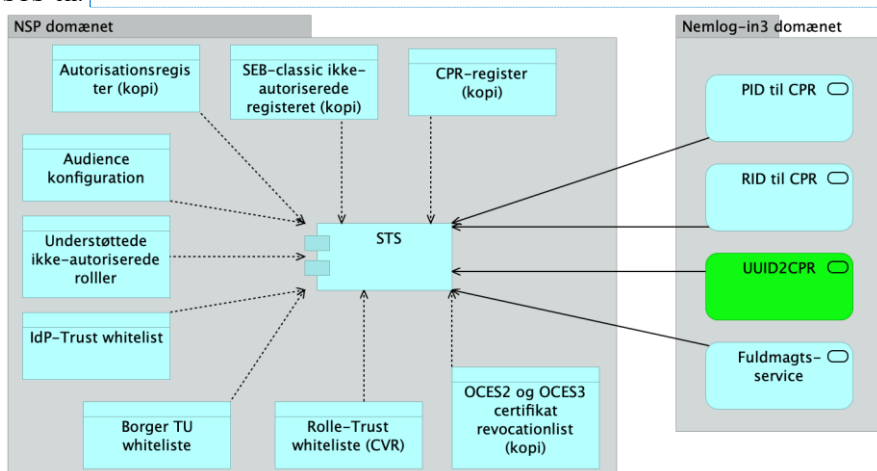 NSP domænet
Nemlog-in3 domænet
Autorisationsregis
ter (kopi)
SEB-classic ikke-
autoriserede
registeret (kopi)
CPR-register
(kopi)
PID til CPR
Audience
konfiguration
RID til CPR
STS
Understøttede
ikke-autoriserede
rolller
UUID2CPR
IdP-Trust whitelist
Fuldmagts-
service
Borger TU
whiteliste
Rolle-Trust
whiteliste (CVR)
OCES2 og OCES3
certifikat
revocationlist
(kopi)